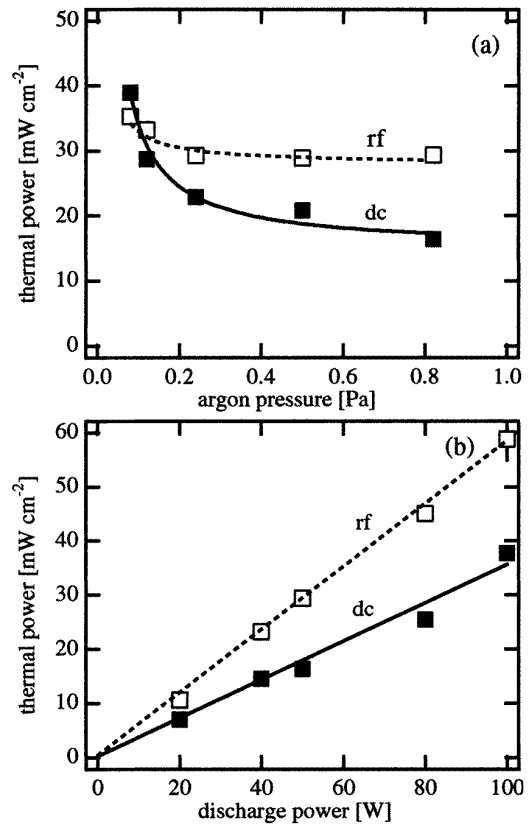 50
(a)
40
30
20
10
0
thermal power [mW cm⁻²]
rf
dc
0.0 0.2 0.4 0.6 0.8 1.0
argon pressure [Pa]
60
(b)
50
40
30
20
10
0
thermal power [mW cm⁻²]
rf
dc
20 40 60 80 100
discharge power [W]